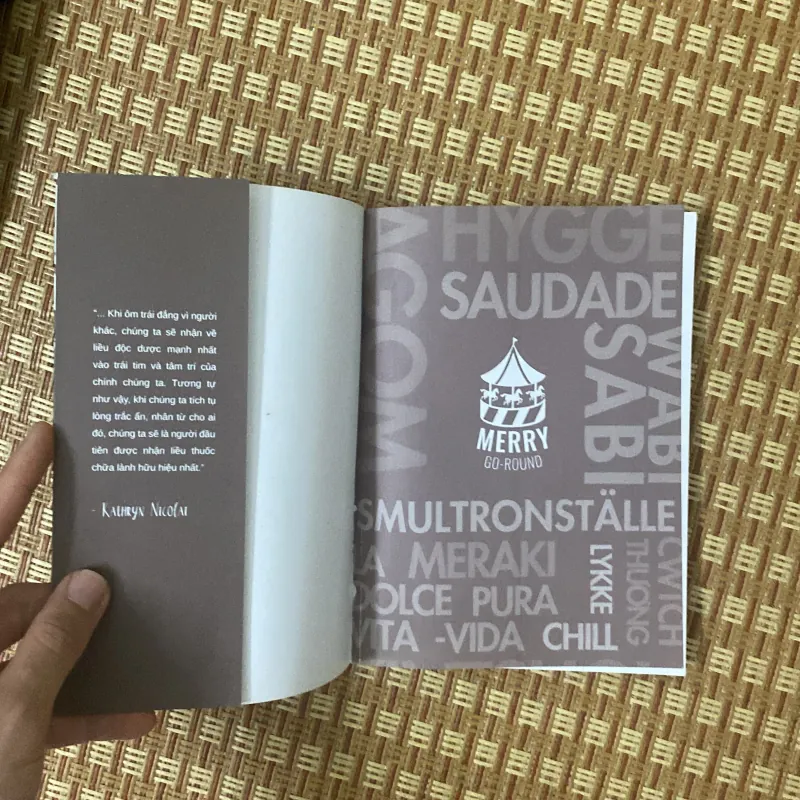 "... Khi ôm trái đắng vì người
khác, chúng ta sẽ nhận về
liều độc dược mạnh nhất
vào trái tim và tâm trí của
chính chúng ta. Tương tự
như vậy, khi chúng ta tích tụ
lòng trắc ẩn, nhân từ cho ai
đó, chúng ta sẽ là người đầu
tiên được nhận liều thuốc
chữa lành hữu hiệu nhất."
- Kathryn Nicolai
HYGGE
SAUDADE
AGOM
WABI
SABI
MERRY
GO-ROUND
SMULTRONSTÄLLE
LA MERAKI
DOLCE PURA
VITA -VIDA CHILL
LYKKE
THƯƠNG
CWTCH